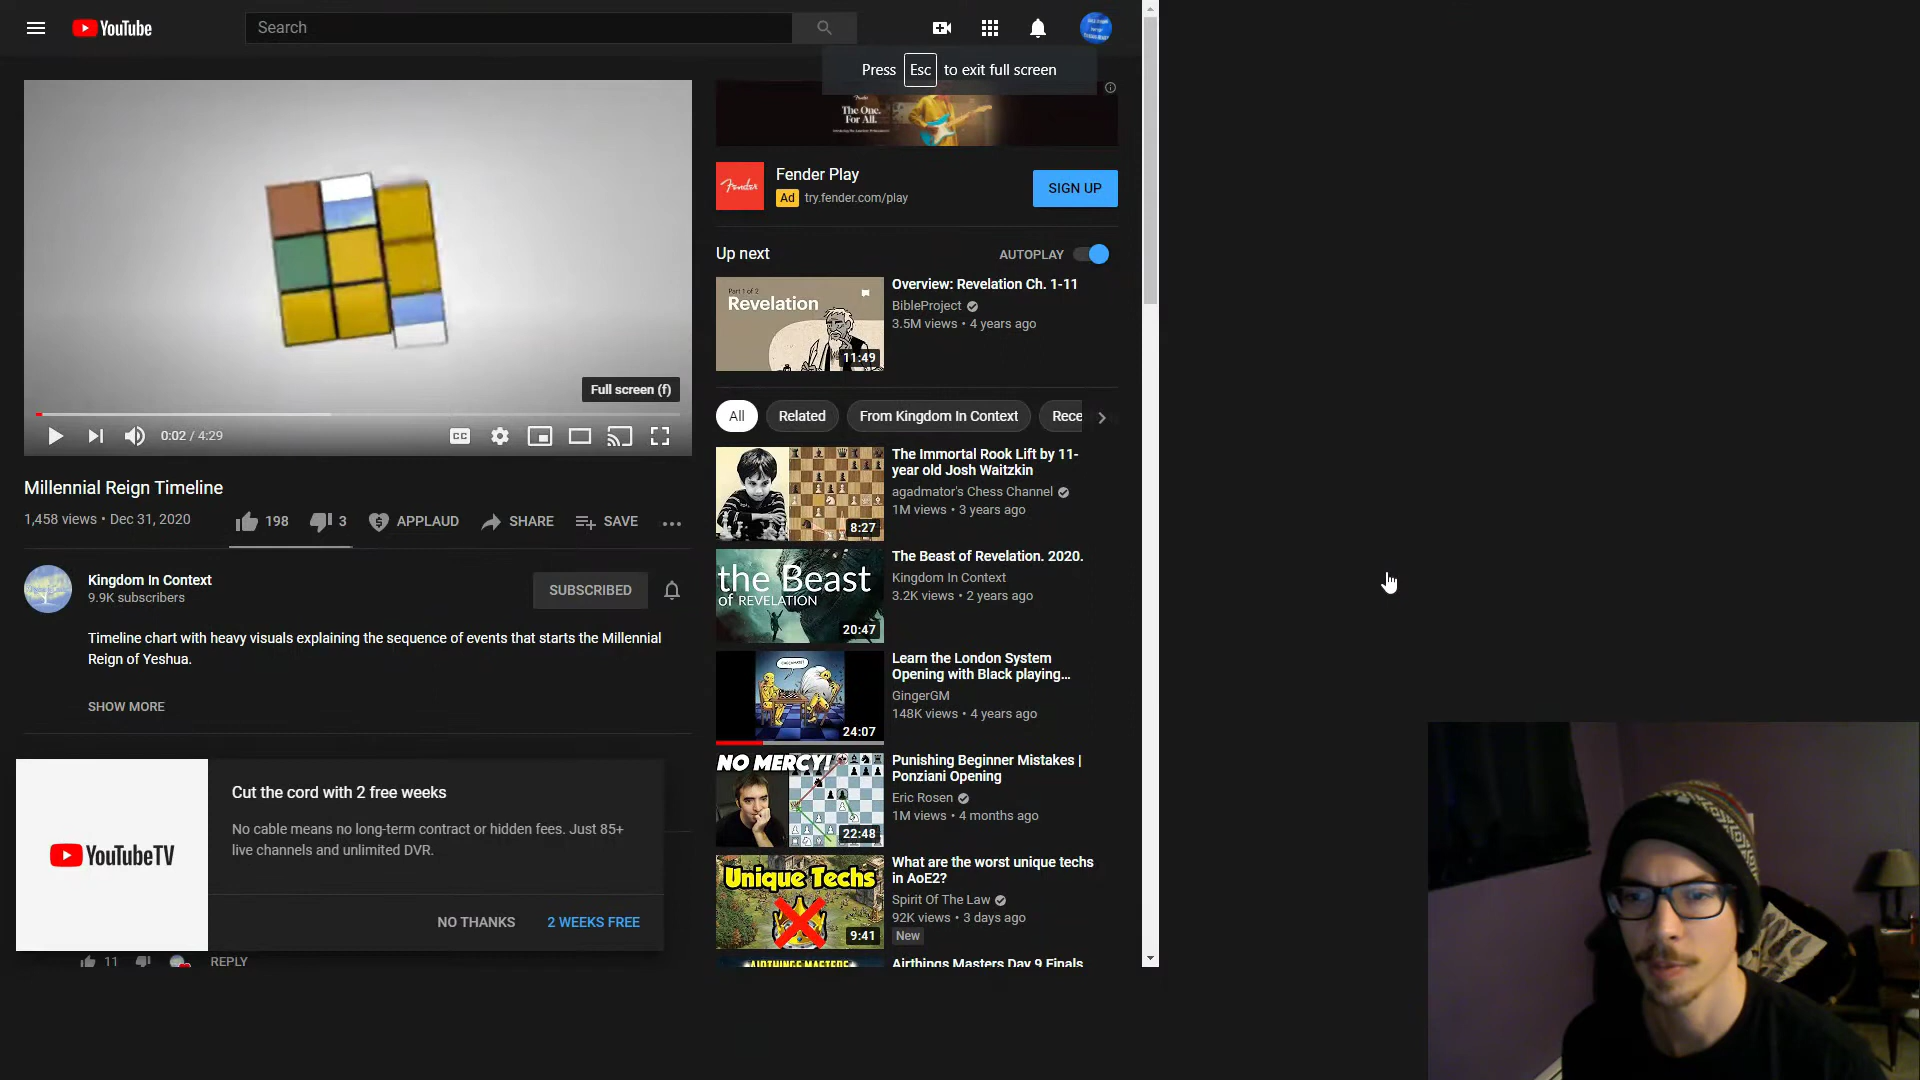 YouTube
Search
Press Esc to exit full screen
The One.
For All.
Fender
Fender Play
Ad try.fender.com/play
SIGN UP
Full screen (f)
0:02 / 4:29
CC
Millennial Reign Timeline
1,458 views • Dec 31, 2020
198
3
APPLAUD
SHARE
SAVE
Kingdom In Context
9.9K subscribers
SUBSCRIBED
Timeline chart with heavy visuals explaining the sequence of events that starts the Millennial
Reign of Yeshua.
SHOW MORE
YouTubeTV
Cut the cord with 2 free weeks
No cable means no long-term contract or hidden fees. Just 85+
live channels and unlimited DVR.
NO THANKS
2 WEEKS FREE
11
REPLY
Up next
AUTOPLAY
Part 1 of 2
Revelation
11:49
Overview: Revelation Ch. 1-11
BibleProject
3.5M views • 4 years ago
All
Related
From Kingdom In Context
Rece
8:27
The Immortal Rook Lift by 11-
year old Josh Waitzkin
agadmator's Chess Channel
1M views • 3 years ago
the Beast
of REVELATION
20:47
The Beast of Revelation. 2020.
Kingdom In Context
3.2K views • 2 years ago
24:07
Learn the London System
Opening with Black playing...
GingerGM
148K views • 4 years ago
NO MERCY!
22:48
Punishing Beginner Mistakes |
Ponziani Opening
Eric Rosen
1M views • 4 months ago
Unique Techs
9:41
What are the worst unique techs
in AoE2?
Spirit Of The Law
92K views • 3 days ago
New
AIRTHINGS MASTERS
Airthings Masters Day 9 Finals